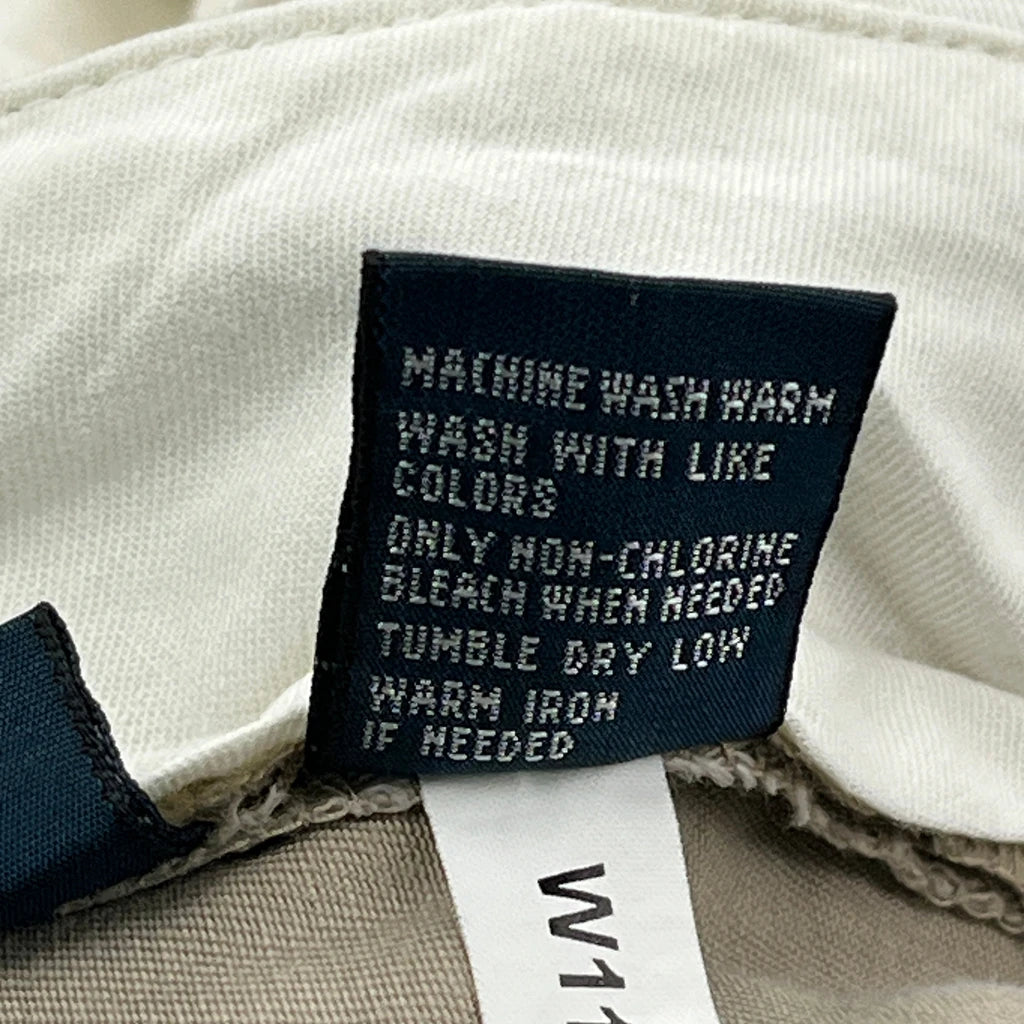 MACHINE WASH WARM
WASH WITH LIKE
COLORS
ONLY NON-CHLORINE
BLEACH WHEN NEEDED
TUMBLE DRY LOW
WARM IRON
IF NEEDED